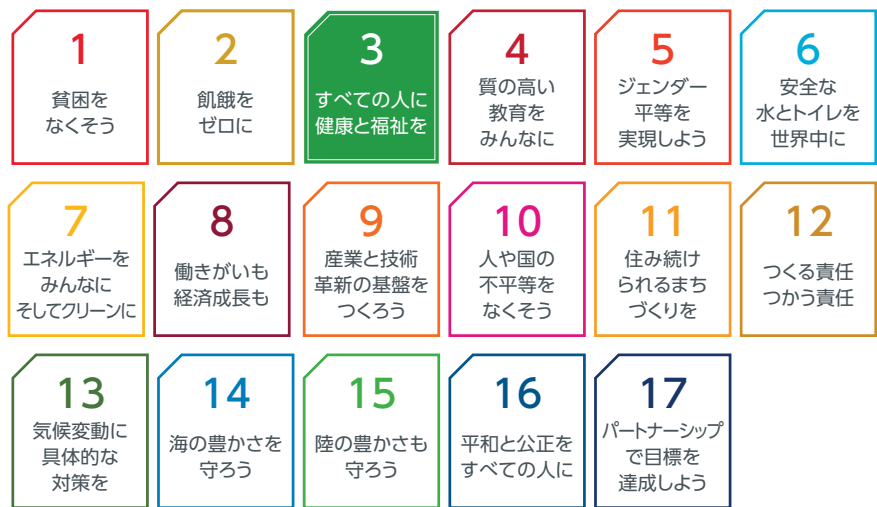 1
貧困を
なくそう
2
飢餓を
ゼロに
3
すべての人に
健康と福祉を
4
質の高い
教育を
みんなに
5
ジェンダー
平等を
実現しよう
6
安全な
水とトイレを
世界中に
7
エネルギーを
みんなに
そしてクリーンに
8
働きがいも
経済成長も
9
産業と技術
革新の基盤を
つくろう
10
人や国の
不平等を
なくそう
11
住み続け
られるまち
づくりを
12
つくる責任
つかう責任
13
気候変動に
具体的な
対策を
14
海の豊かさを
守ろう
15
陸の豊かさも
守ろう
16
平和と公正を
すべての人に
17
パートナーシップ
で目標を
達成しよう